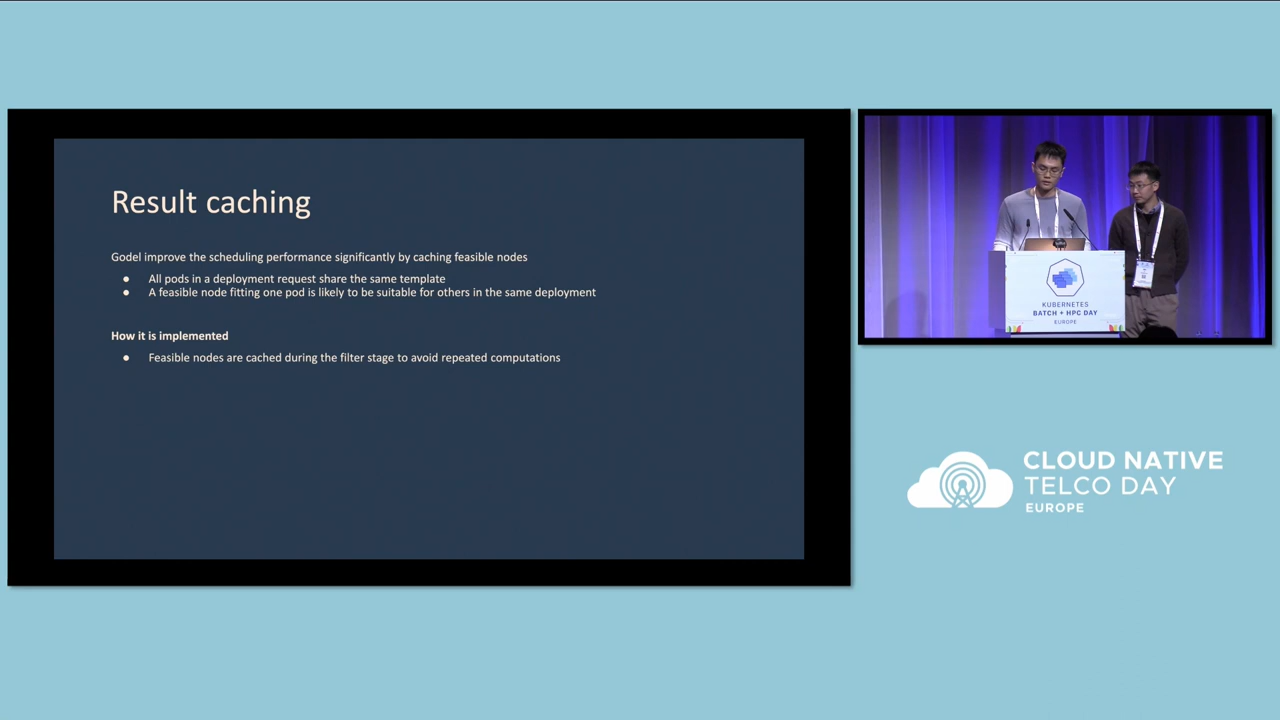 Result caching
Godel improve the scheduling performance significantly by caching feasible nodes
● All pods in a deployment request share the same template
● A feasible node fitting one pod is likely to be suitable for others in the same deployment
How it is implemented
● Feasible nodes are cached during the filter stage to avoid repeated computations
KUBERNETES
BATCH + HPC DAY
EUROPE
CLOUD NATIVE
TELCO DAY
EUROPE